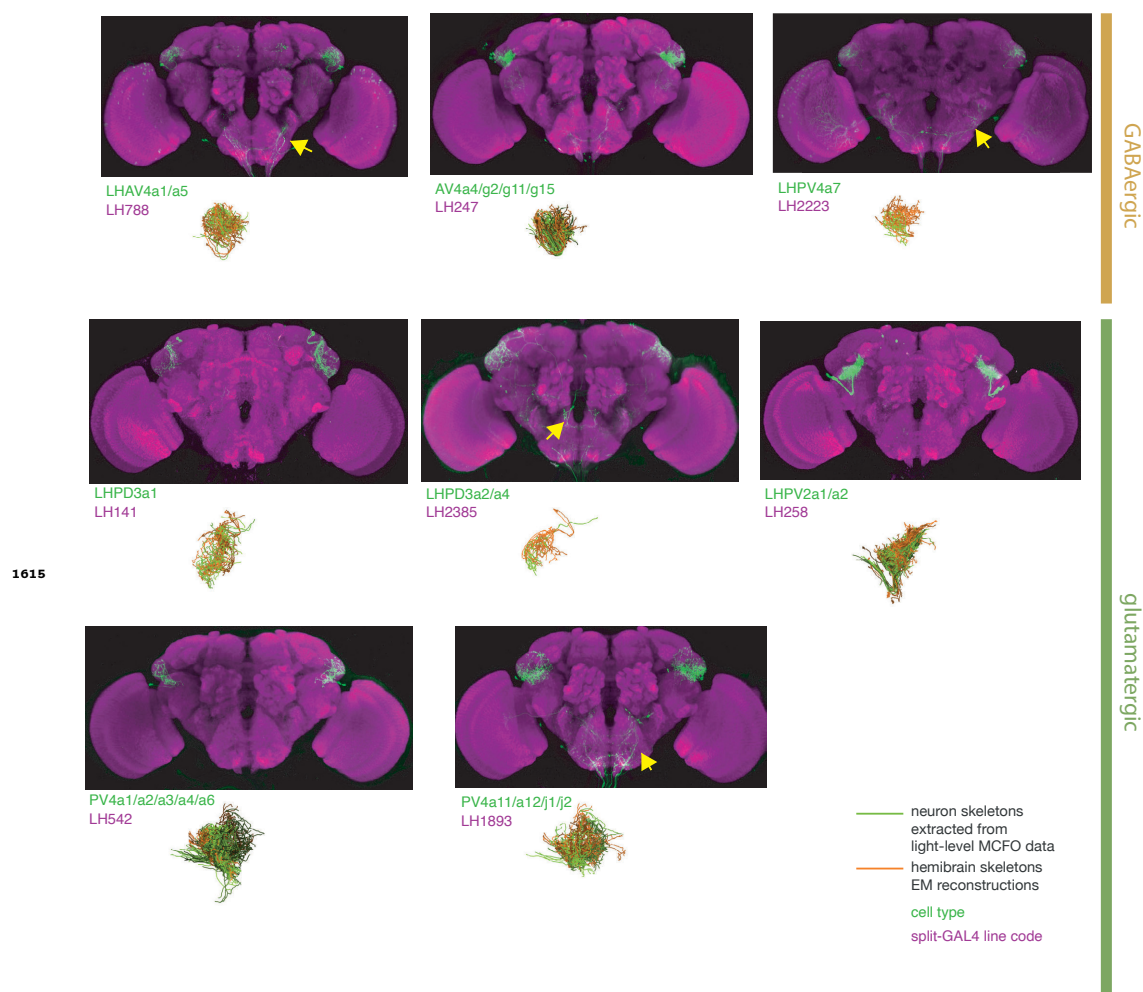 GABAergic
LHAV4a1/a5
LH788
AV4a4/g2/g11/g15
LH247
LHPV4a7
LH2223
LHPD3a1
LH141
LHPD3a2/a4
LH2385
LHPV2a1/a2
LH258
1615
glutamatergic
PV4a1/a2/a3/a4/a6
LH542
PV4a11/a12/j1/j2
LH1893
neuron skeletons
extracted from
light-level MCFO data
hemibrain skeletons
EM reconstructions
cell type
split-GAL4 line code